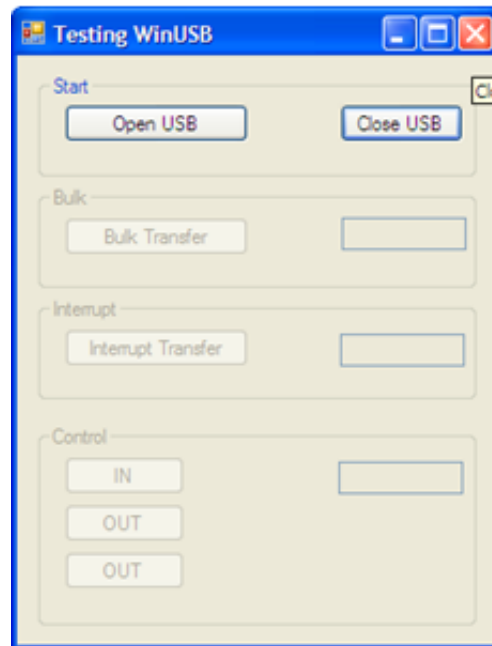 Testing WinUSB
Start
Open USB Close USB
Bulk
Bulk Transfer
Interrupt
Interrupt Transfer
Control
IN
OUT
OUT